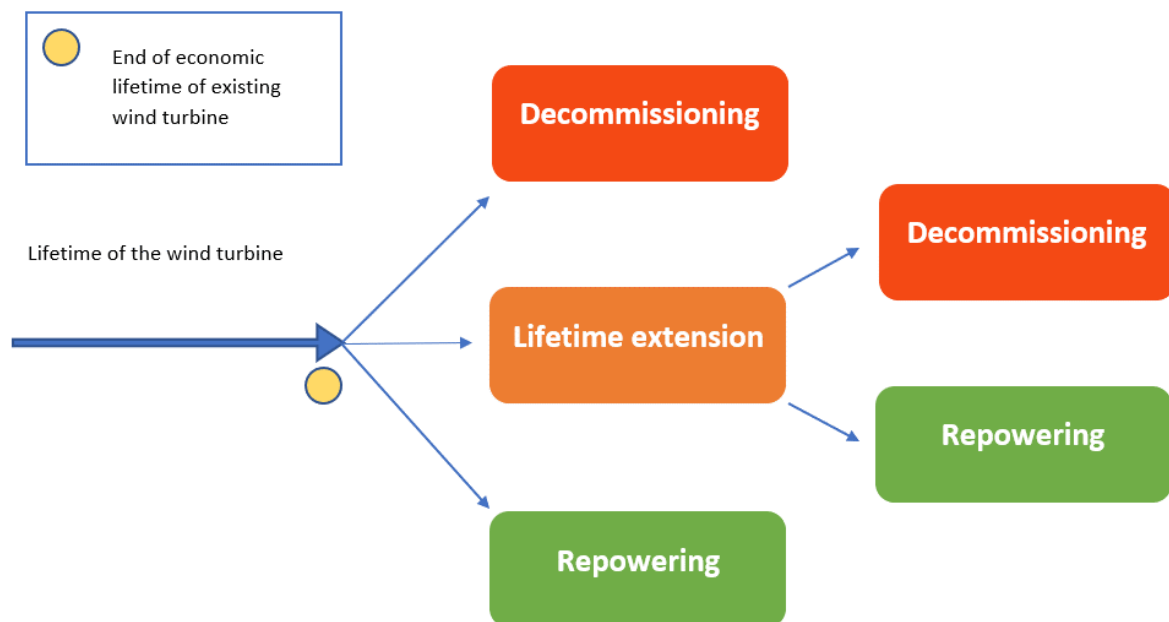 End of economic
lifetime of existing
wind turbine
Decommissioning
Decommissioning
Lifetime of the wind turbine
Lifetime extension
Repowering
Repowering